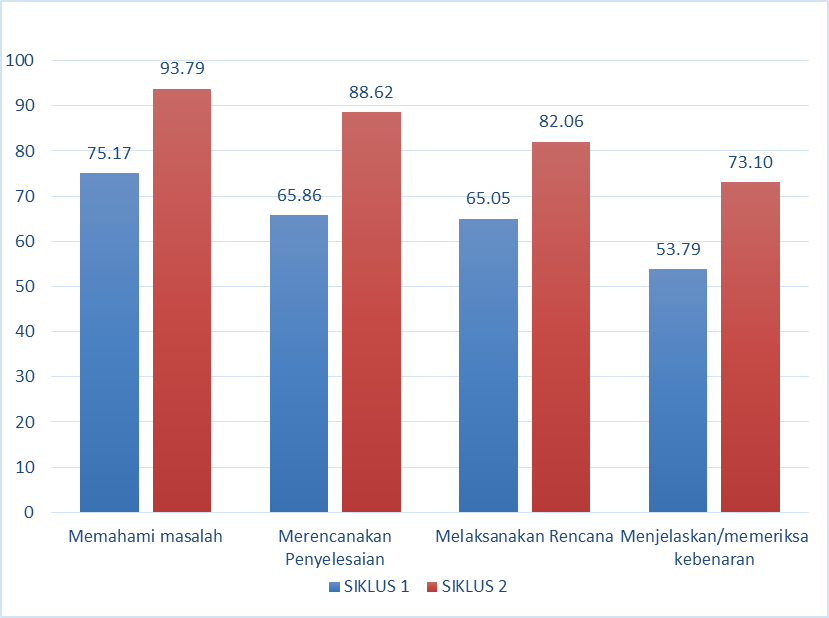 100
90
80
70
60
50
40
30
20
10
0
93.79
75.17
88.62
65.86
82.06
65.05
73.10
53.79
Memahami masalah
Merencanakan
Penyelesaian
Melaksanakan Rencana
Menjelaskan/memeriksa
kebenaran
SIKLUS 1
SIKLUS 2